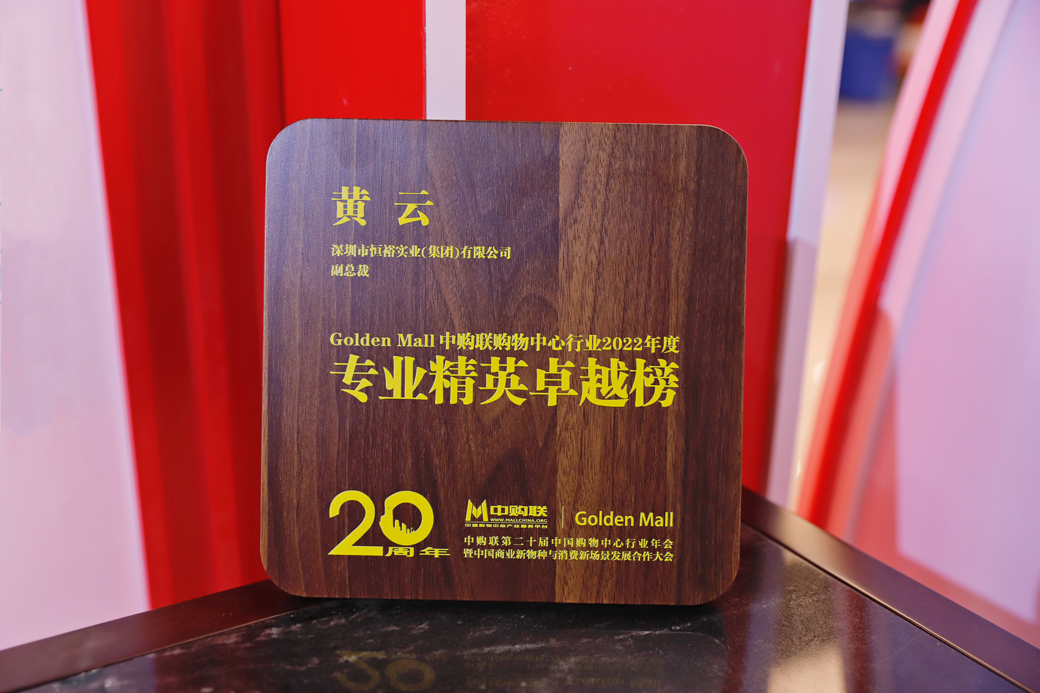 黄云
深圳市恒裕实业(集团)有限公司
副总裁
Golden Mall 中购联购物中心行业2022年度
专业精英卓越榜
20周年
中购联
WWW.MALLCHINA.ORG
Golden Mall
中购联第二十届中国购物中心行业年会
暨中国商业新物种与消费新场景发展合作大会